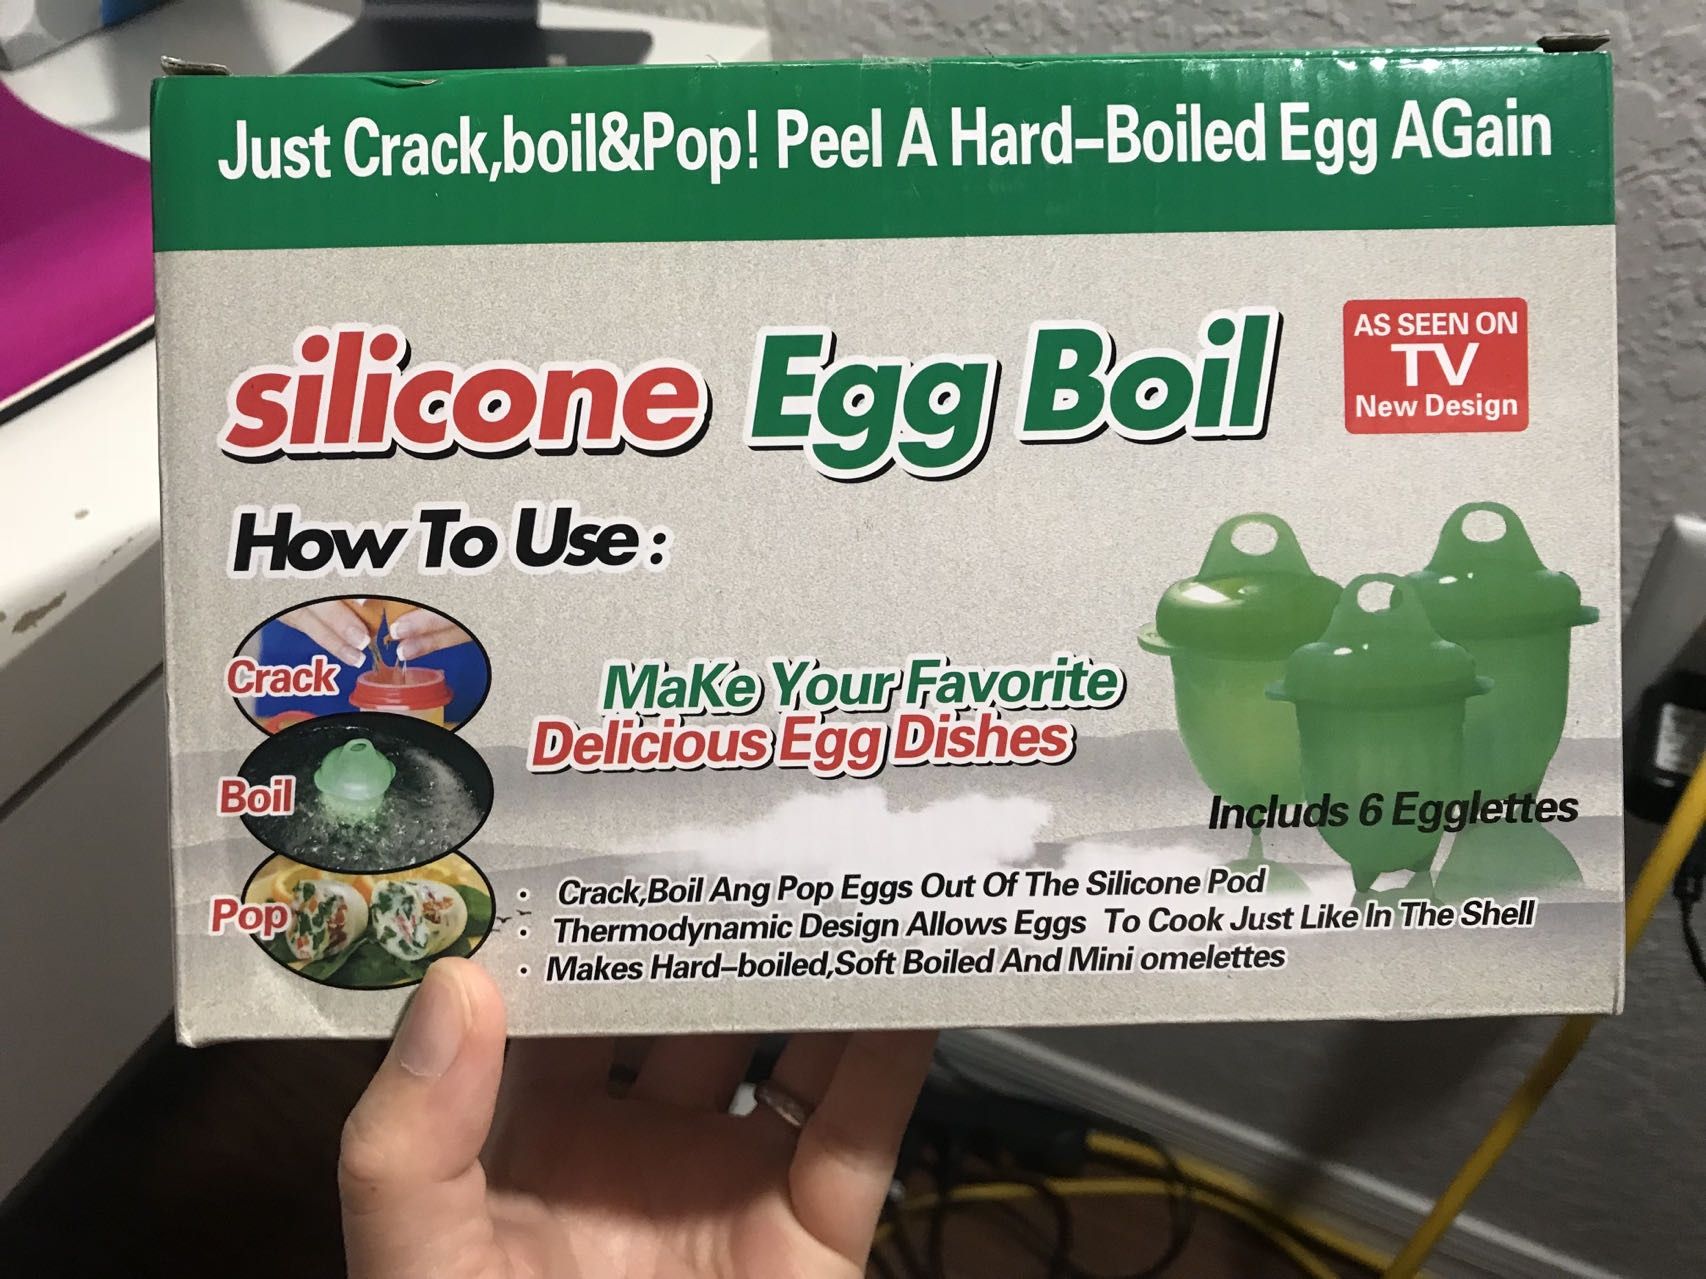 Just Crack,boil&Pop! Peel A Hard-Boiled Egg AGain
silicone Egg Boil
AS SEEN ON
TV
New Design
How To Use:
Crack
Boil
Pop
MaKe Your Favorite
Delicious Egg Dishes
Includs 6 Egglettes
· Crack,Boil Ang Pop Eggs Out Of The Silicone Pod
· Thermodynamic Design Allows Eggs To Cook Just Like In The Shell
· Makes Hard-boiled,Soft Boiled And Mini omelettes